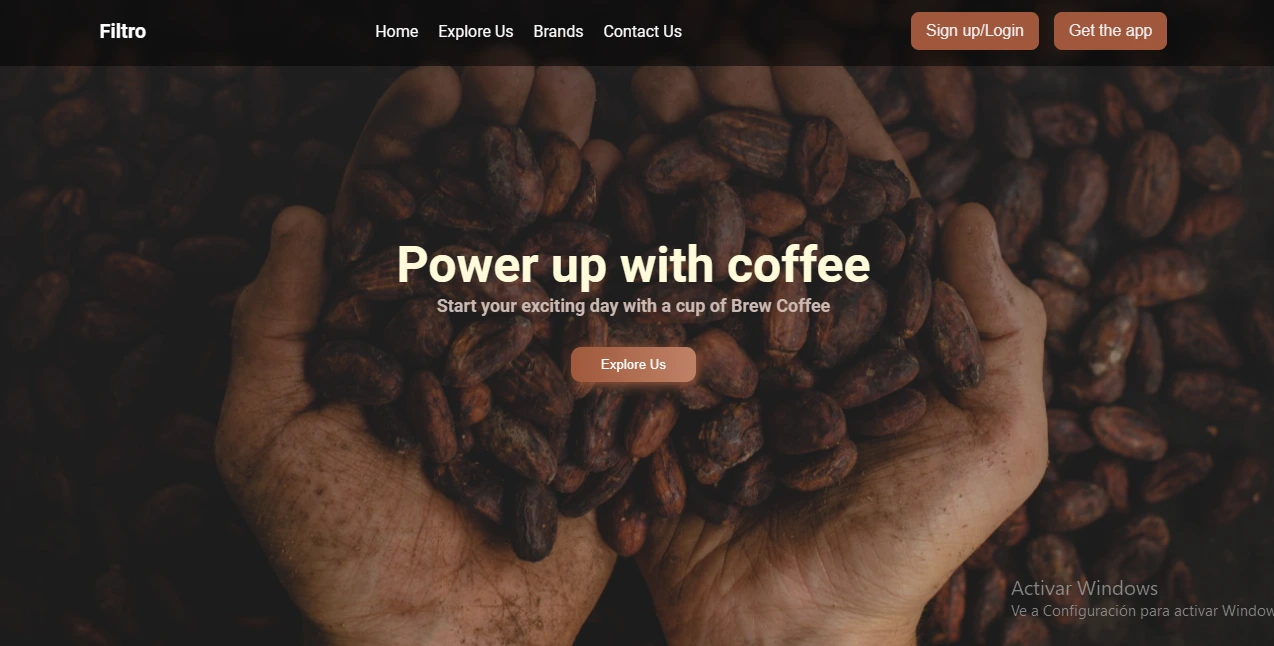 Filtro
Home
Explore Us
Brands
Contact Us
Sign up/Login
Get the app
Power up with coffee
Start your exciting day with a cup of Brew Coffee
Explore Us
Activar Windows
Ve a Configuración para activar Window